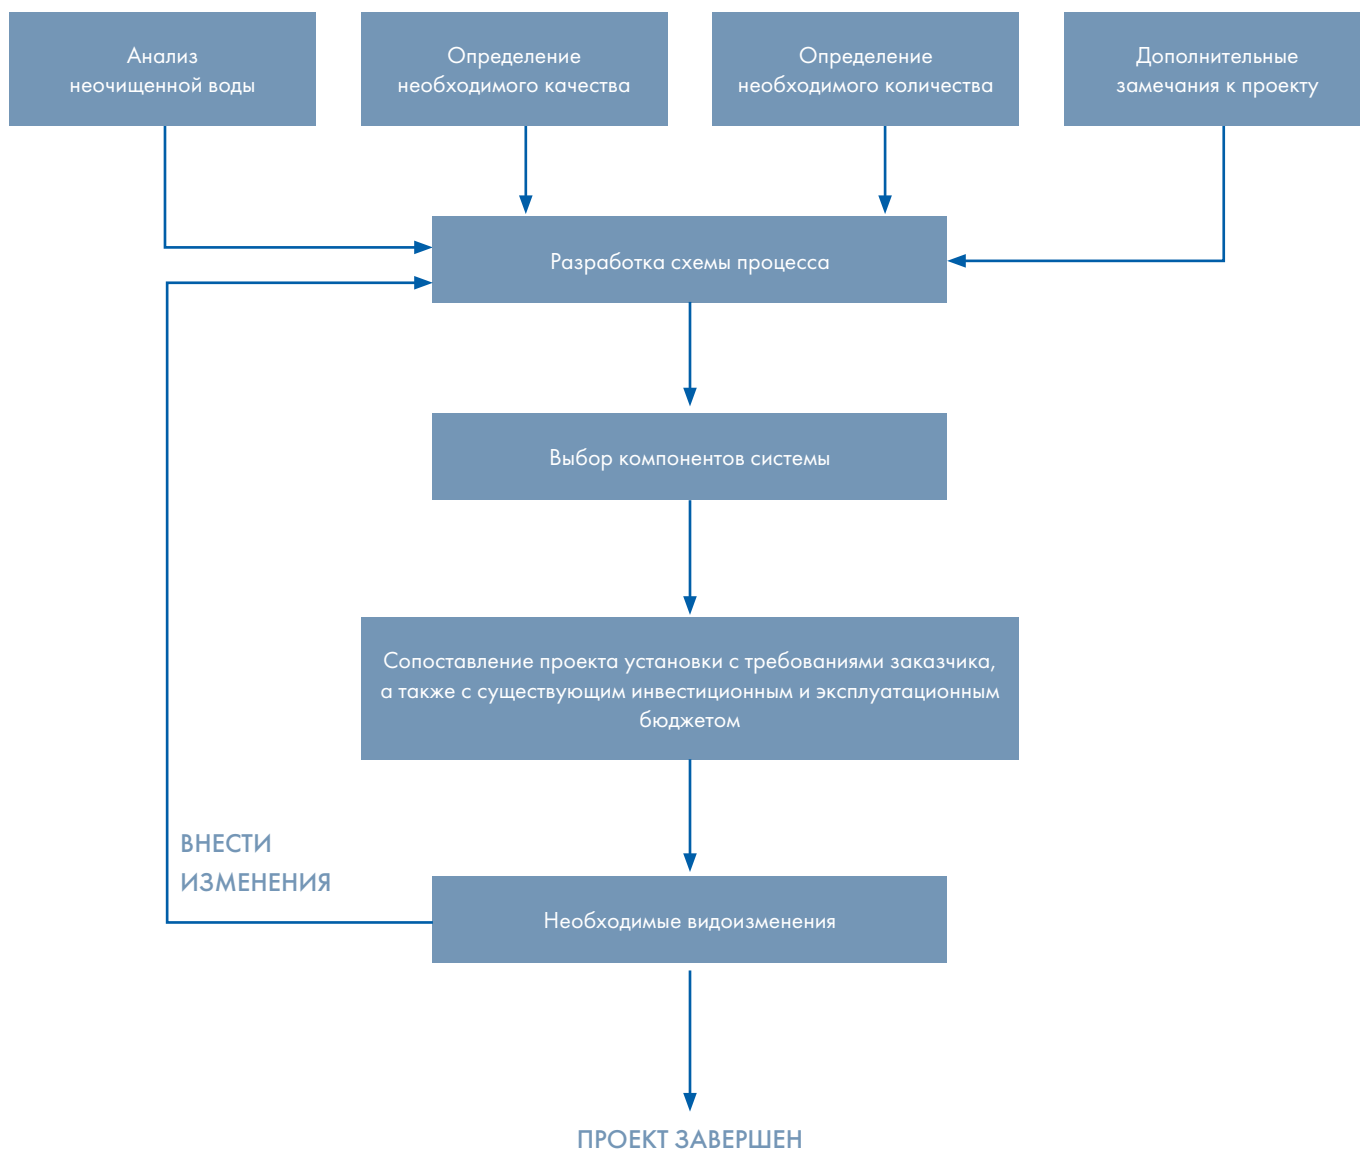 Анализ
неочищенной воды
Определение
необходимого качества
Определение
необходимого количества
Дополнительные
замечания к проекту
Разработка схемы процесса
Выбор компонентов системы
Сопоставление проекта установки с требованиями заказчика,
а также с существующим инвестиционным и эксплуатационным
бюджетом
ВНЕСТИ
ИЗМЕНЕНИЯ
Необходимые видоизменения
ПРОЕКТ ЗАВЕРШЕН